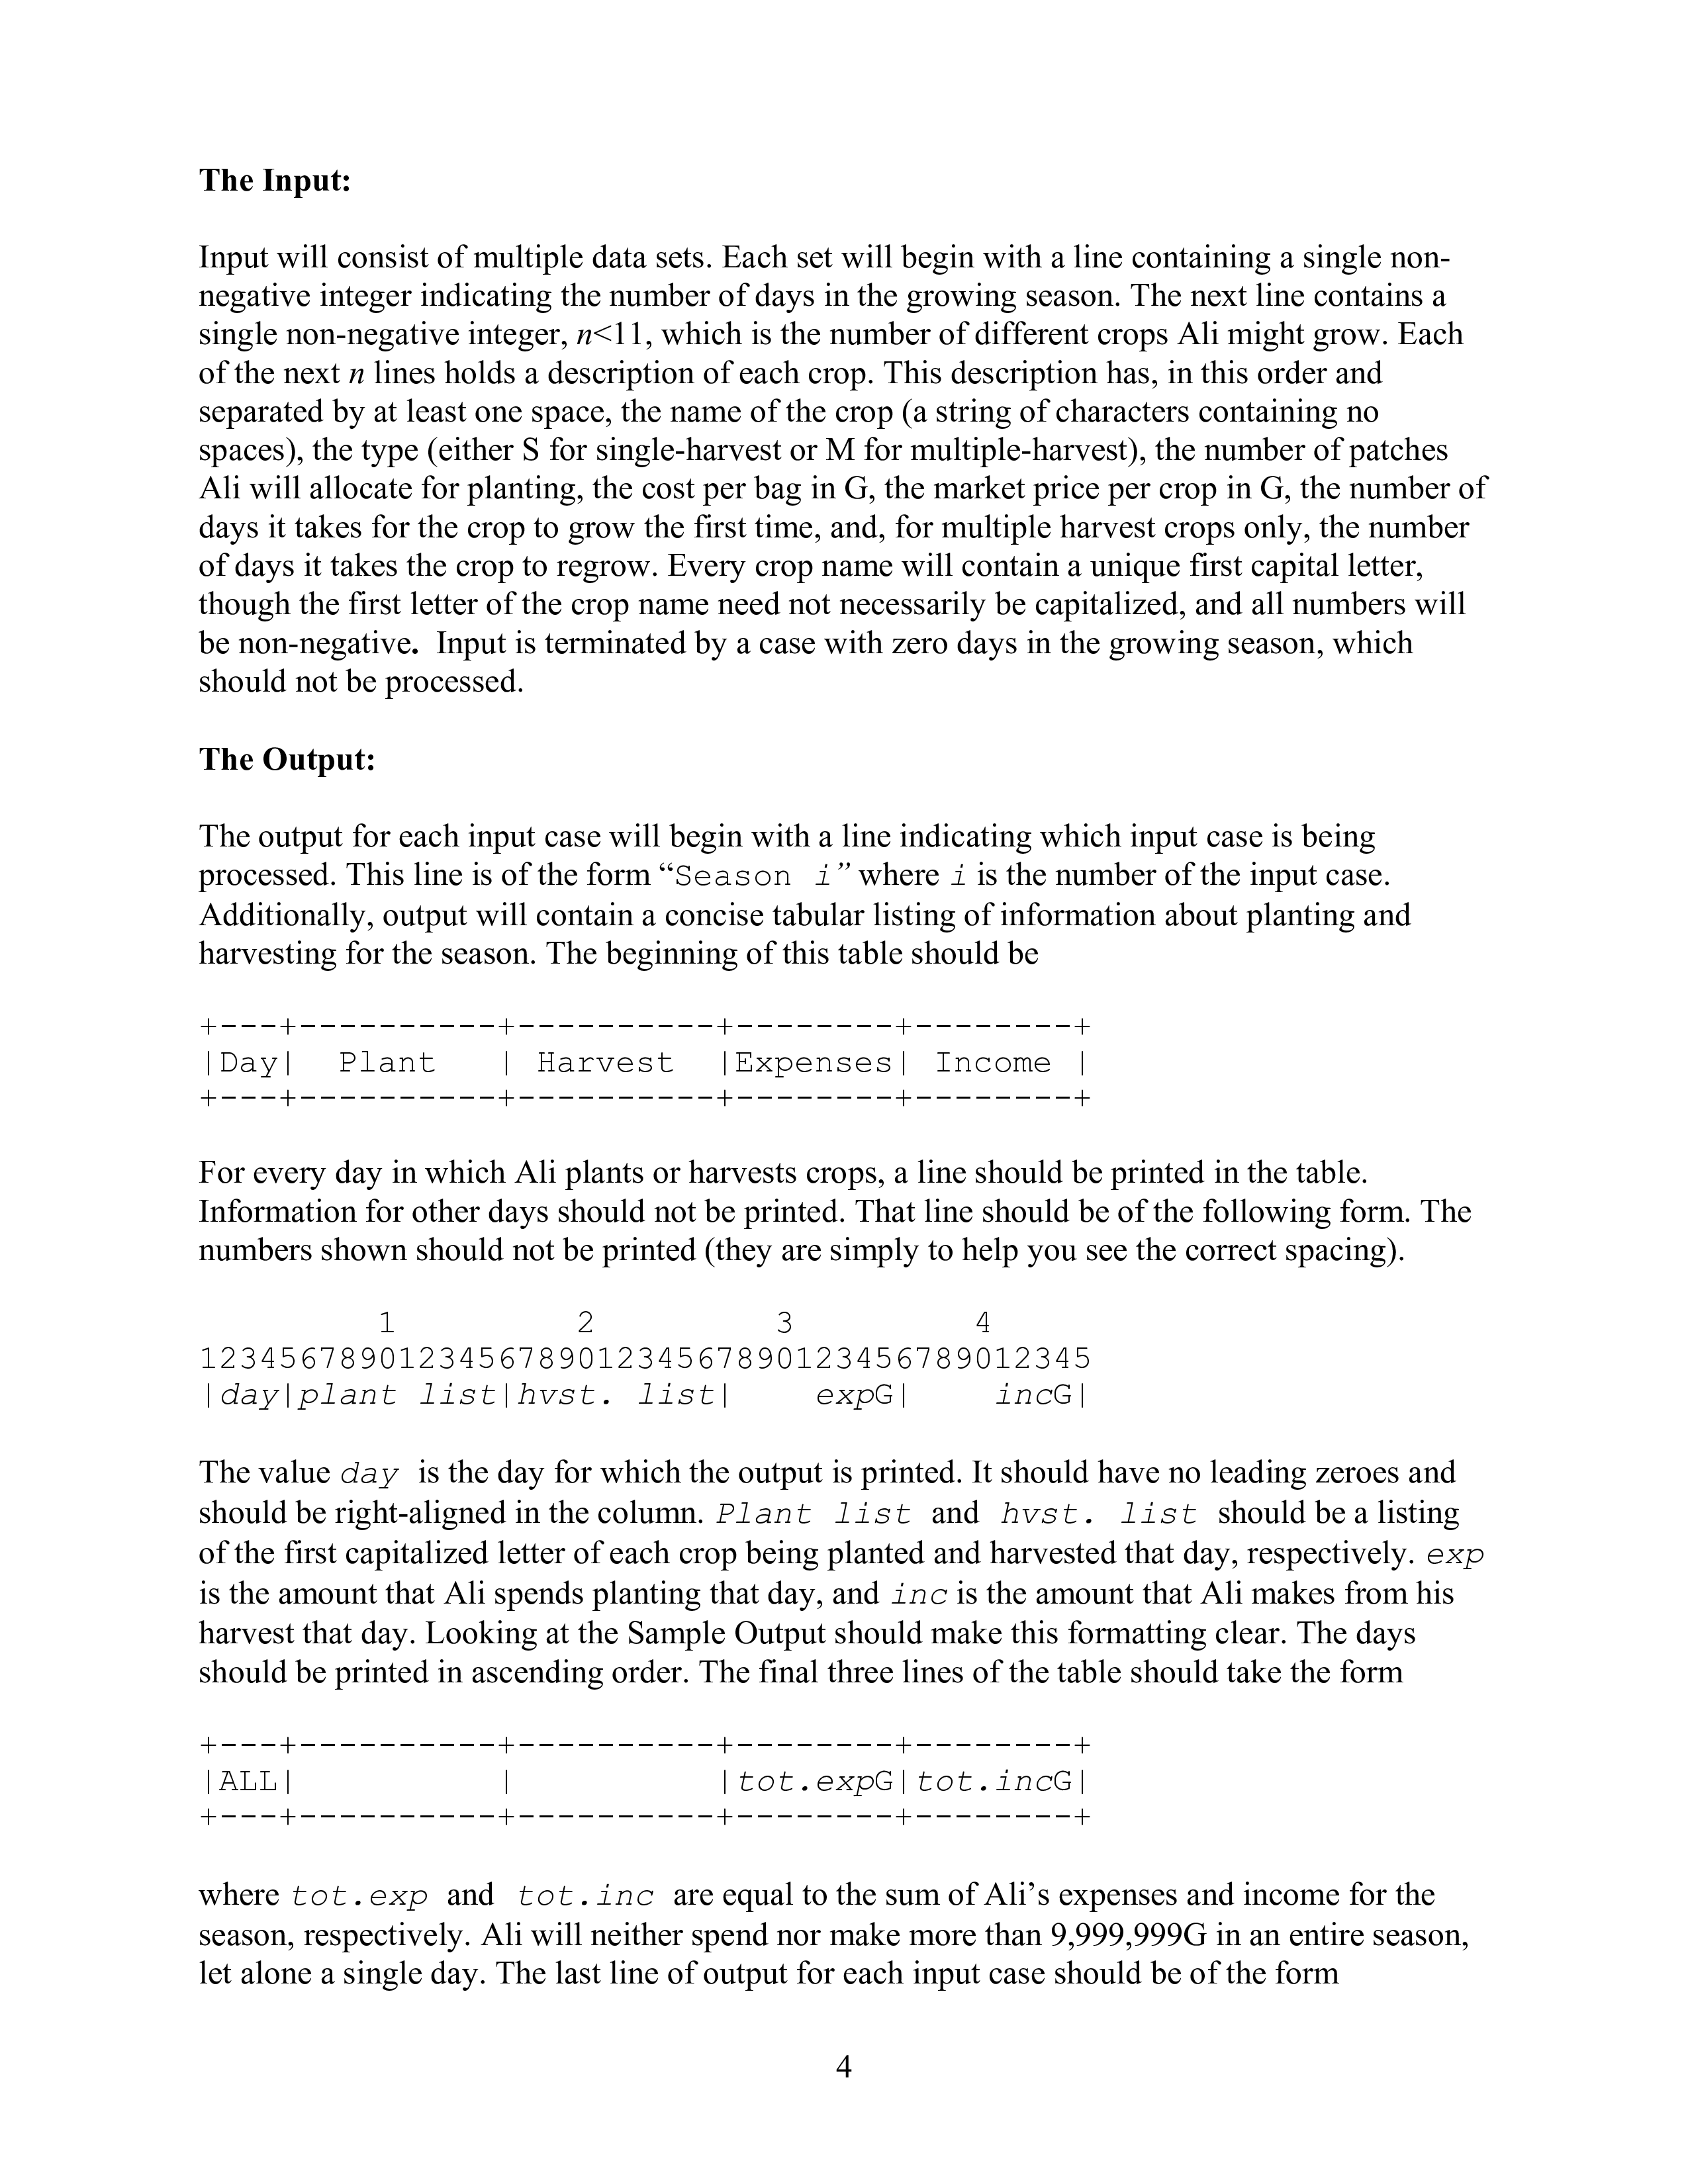 The Input:
Input will consist of multiple data sets. Each set will begin with a line containing a single non-
negative integer indicating the number of days in the growing season. The next line contains a
single non-negative integer, n<11, which is the number of different crops Ali might grow. Each
of the next n lines holds a description of each crop. This description has, in this order and
separated by at least one space, the name of the crop (a string of characters containing no
spaces), the type (either S for single-harvest or M for multiple-harvest), the number of patches
Ali will allocate for planting, the cost per bag in G, the market price per crop in G, the number of
days it takes for the crop to grow the first time, and, for multiple harvest crops only, the number
of days it takes the crop to regrow. Every crop name will contain a unique first capital letter,
though the first letter of the crop name need not necessarily be capitalized, and all numbers will
be non-negative.  Input is terminated by a case with zero days in the growing season, which
should not be processed.
The Output:
The output for each input case will begin with a line indicating which input case is being
processed. This line is of the form “Season i” where i is the number of the input case.
Additionally, output will contain a concise tabular listing of information about planting and
harvesting for the season. The beginning of this table should be
+---+----------+----------+--------+--------+
|Day|  Plant   | Harvest  |Expenses| Income |
+---+----------+----------+--------+--------+
For every day in which Ali plants or harvests crops, a line should be printed in the table.
Information for other days should not be printed. That line should be of the following form. The
numbers shown should not be printed (they are simply to help you see the correct spacing).
         1         2         3         4
123456789012345678901234567890123456789012345
|day|plant list|hvst. list|    expG|    incG|
The value day  is the day for which the output is printed. It should have no leading zeroes and
should be right-aligned in the column. Plant list and hvst. list should be a listing
of the first capitalized letter of each crop being planted and harvested that day, respectively. exp
is the amount that Ali spends planting that day, and inc is the amount that Ali makes from his
harvest that day. Looking at the Sample Output should make this formatting clear. The days
should be printed in ascending order. The final three lines of the table should take the form
+---+----------+----------+--------+--------+
|ALL|          |          |tot.expG|tot.incG|
+---+----------+----------+--------+--------+
where tot.exp and tot.inc are equal to the sum of Ali’s expenses and income for the
season, respectively. Ali will neither spend nor make more than 9,999,999G in an entire season,
let alone a single day. The last line of output for each input case should be of the form
4